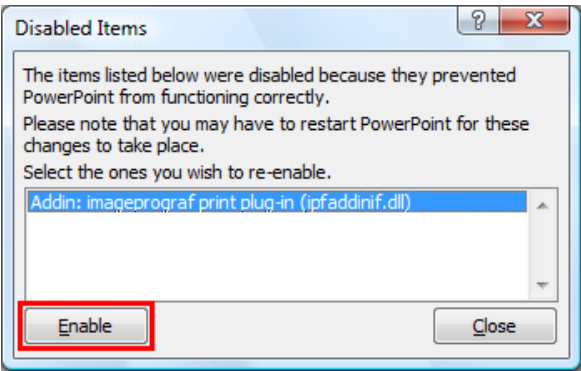 Disabled Items
The items listed below were disabled because they prevented
PowerPoint from functioning correctly.
Please note that you may have to restart PowerPoint for these
changes to take place.
Select the ones you wish to re-enable.
Addin: imageprograf print plug-in (ipfaddinif.dll)
Enable
Close